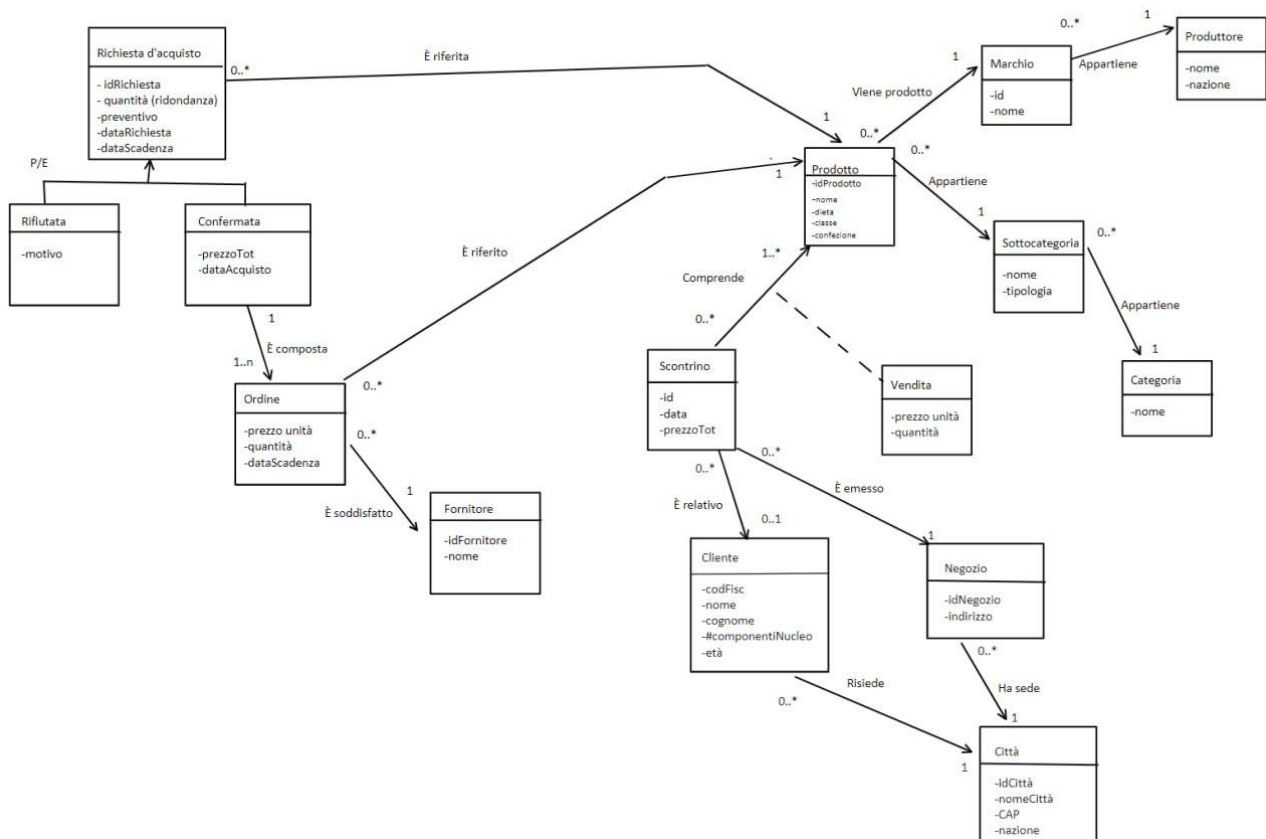 Richiesta d'acquisto
- idRichiesta
- quantità (ridondanza)
-preventivo
-dataRichiesta
-dataScadenza
0..*
È riferita
1
P/E
Rifiutata
-motivo
Confermata
-prezzoTot
-dataAcquisto
1
È composta
1..n
Ordine
-prezzo unità
-quantità
-dataScadenza
0..*
È riferito
1
0..*
È soddisfatto
1
Fornitore
-idFornitore
-nome
Prodotto
-idProdotto
-nome
-dieta
-classe
-confezione
0..*
Viene prodotto
1
Marchio
-id
-nome
0..*
Appartiene
1
Produttore
-nome
-nazione
0..*
Appartiene
1
Sottocategoria
-nome
-tipologia
0..*
Appartiene
1
Categoria
-nome
1..*
Comprende
0..*
Scontrino
-id
-data
-prezzoTot
Vendita
-prezzo unità
-quantità
0..*
È relativo
0..1
0..*
È emesso
1
Cliente
-codFisc
-nome
-cognome
-#componentiNucleo
-età
Negozio
-idNegozio
-indirizzo
0..*
Risiede
1
0..*
Ha sede
1
Città
-idCittà
-nomeCittà
-CAP
-nazione